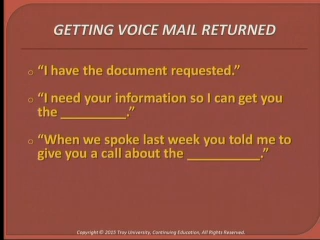 GETTING VOICE MAIL RETURNED
o "I have the document requested."
o "I need your information so I can get you
the _________."
o "When we spoke last week you told me to
give you a call about the __________."
Copyright © 2015 Troy University, Continuing Education, All Rights Reserved.